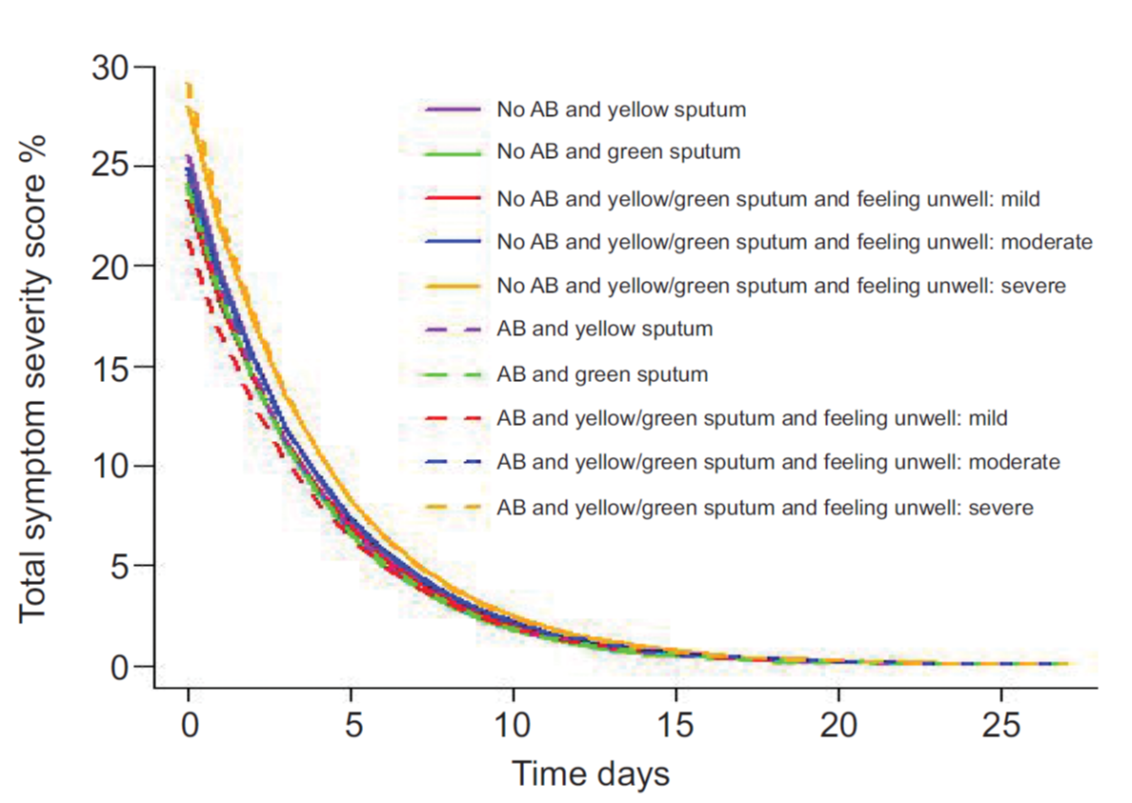 Total symptom severity score %
30
25
20
15
10
5
0
No AB and yellow sputum
No AB and green sputum
No AB and yellow/green sputum and feeling unwell: mild
No AB and yellow/green sputum and feeling unwell: moderate
No AB and yellow/green sputum and feeling unwell: severe
AB and yellow sputum
AB and green sputum
AB and yellow/green sputum and feeling unwell: mild
AB and yellow/green sputum and feeling unwell: moderate
AB and yellow/green sputum and feeling unwell: severe
0 5 10 15 20 25
Time days